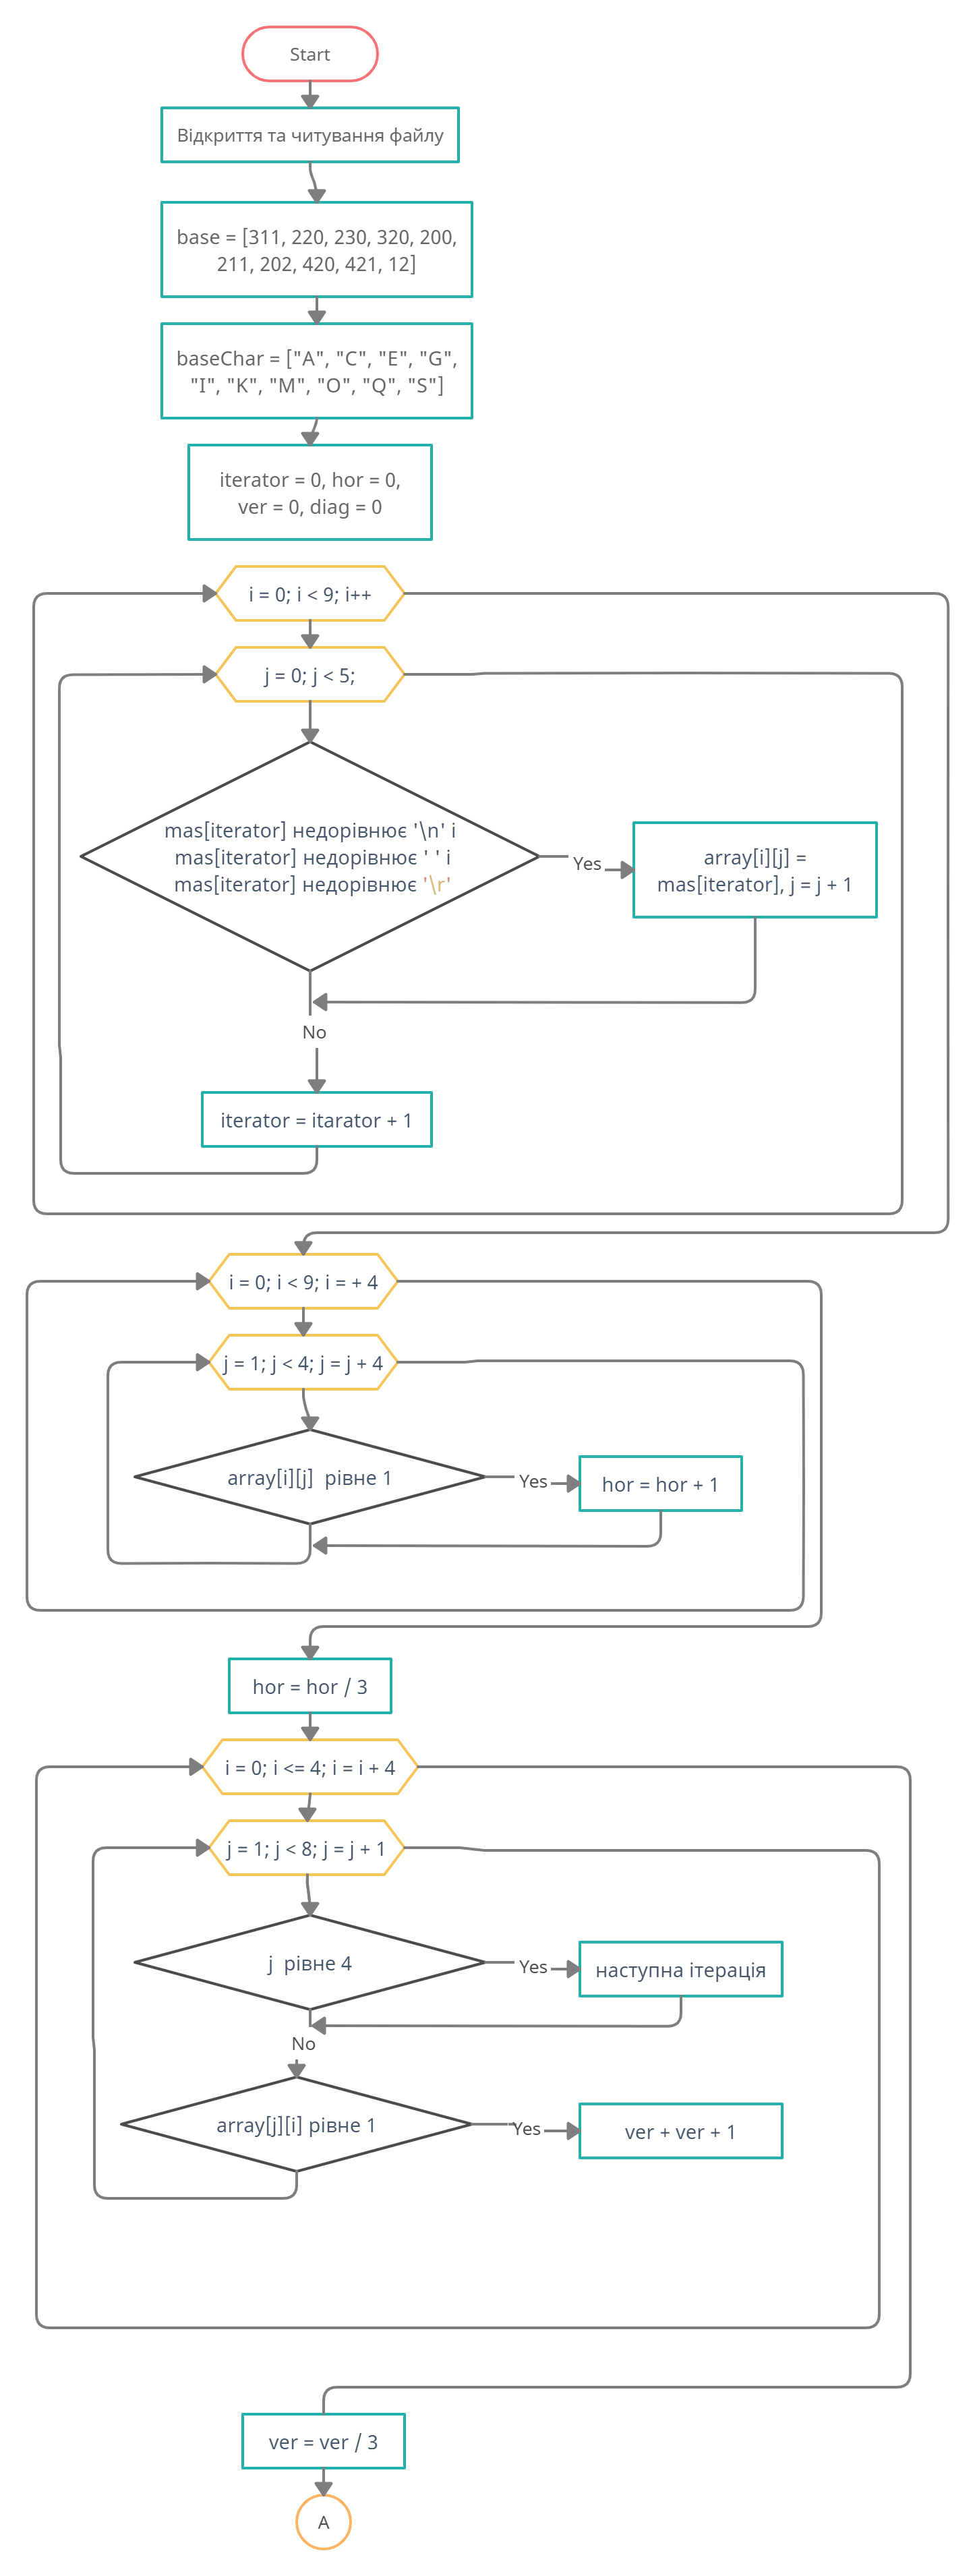 Start
Відкриття та читування файлу
base = [311, 220, 230, 320, 200,
211, 202, 420, 421, 12]
baseChar = ["A", "C", "E", "G",
"I", "K", "M", "O", "Q", "S"]
iterator = 0, hor = 0,
ver = 0, diag = 0
i = 0; i < 9; i++
j = 0; j < 5;
mas[iterator] недорівнює '\n' і
mas[iterator] недорівнює ' ' і
mas[iterator] недорівнює '\r'
Yes
array[i][j] =
mas[iterator], j = j + 1
No
iterator = itarator + 1
i = 0; i < 9; i = + 4
j = 1; j < 4; j = j + 4
array[i][j]  рівне 1
Yes
hor = hor + 1
hor = hor / 3
i = 0; i <= 4; i = i + 4
j = 1; j < 8; j = j + 1
j  рівне 4
Yes
наступна ітерація
No
array[j][i] рівне 1
Yes
ver + ver + 1
ver = ver / 3
A